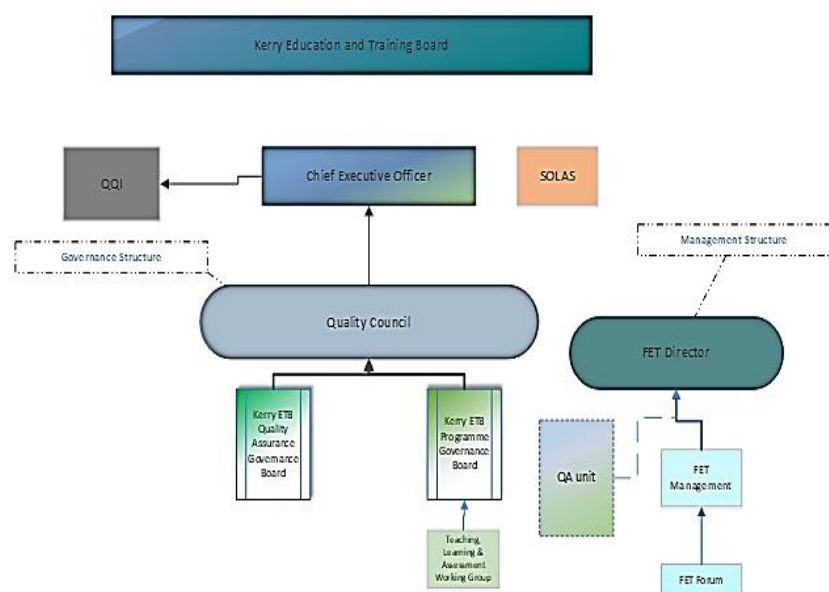 Kerry Education and Training Board
QQI
Chief Executive Officer
SOLAS
Governance Structure
Management Structure
Quality Council
FET Director
Kerry ETB
Quality
Assurance
Governance
Board
Kerry ETB
Programme
Governance
Board
QA unit
FET
Management
Teaching,
Learning &
Assessment
Working Group
FET Forum